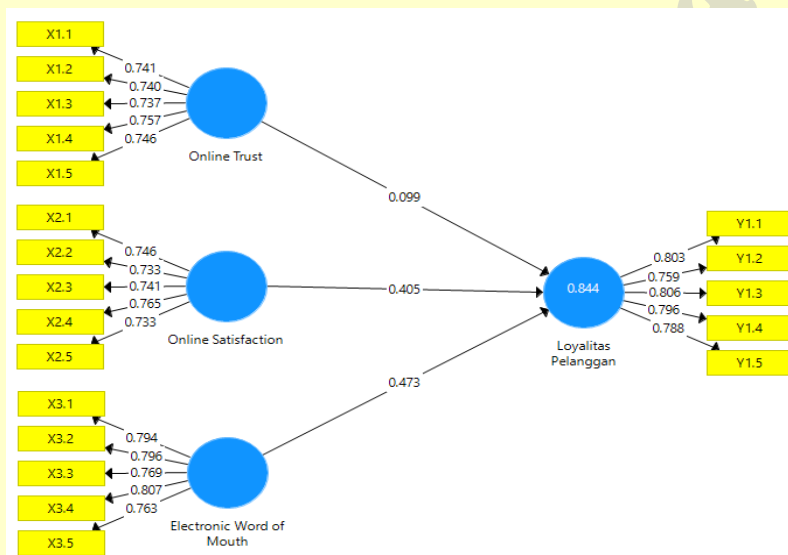 X1.1
X1.2
X1.3
X1.4
X1.5
0.741
0.740
0.737
0.757
0.746
Online Trust
0.099
X2.1
X2.2
X2.3
X2.4
X2.5
0.746
0.733
0.741
0.765
0.733
Online Satisfaction
0.405
X3.1
X3.2
X3.3
X3.4
X3.5
0.794
0.796
0.769
0.807
0.763
Electronic Word of
Mouth
0.473
0.844
Loyalitas
Pelanggan
0.803
0.759
0.806
0.796
0.788
Y1.1
Y1.2
Y1.3
Y1.4
Y1.5